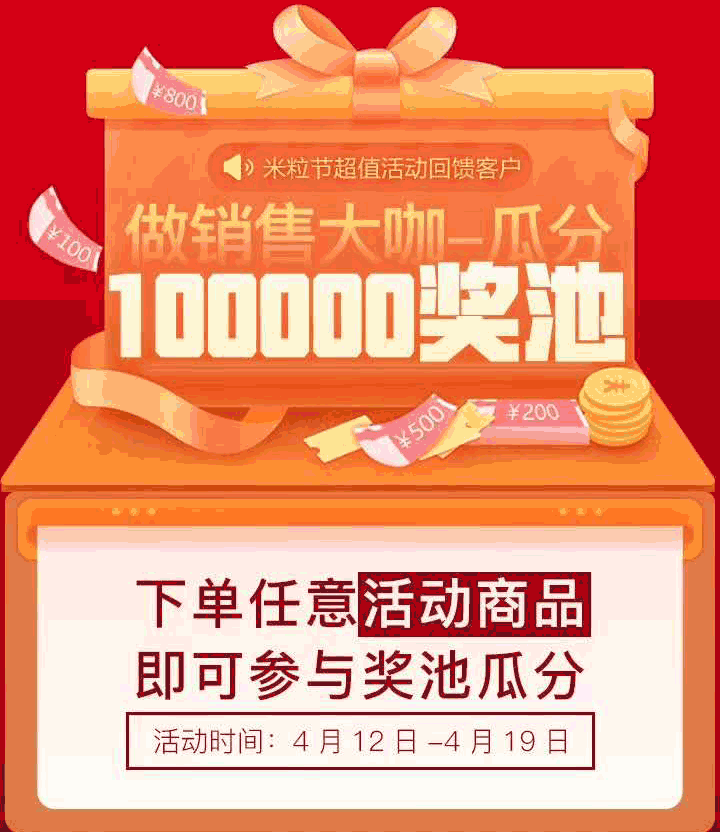 ¥800
米粒节超值活动回馈客户
¥100
做销售大咖-瓜分
100000奖池
¥500
¥200
下单任意活动商品
即可参与奖池瓜分
活动时间：4月12日-4月19日